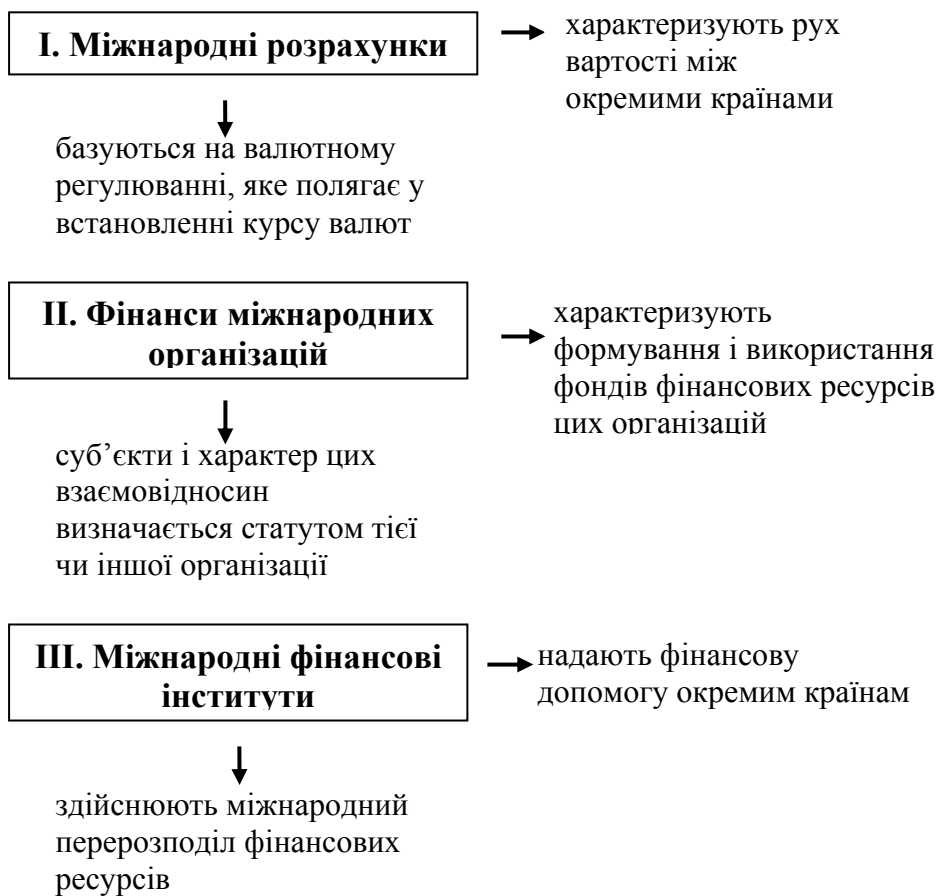 І. Міжнародні розрахунки
характеризують рух
вартості між
окремими країнами
базуються на валютному
регулюванні, яке полягає у
встановленні курсу валют
ІІ. Фінанси міжнародних
організацій
характеризують
формування і використання
фондів фінансових ресурсів
цих організацій
суб’єкти і характер цих
взаємовідносин
визначається статутом тієї
чи іншої організації
ІІІ. Міжнародні фінансові
інститути
надають фінансову
допомогу окремим країнам
здійснюють міжнародний
перерозподіл фінансових
ресурсів